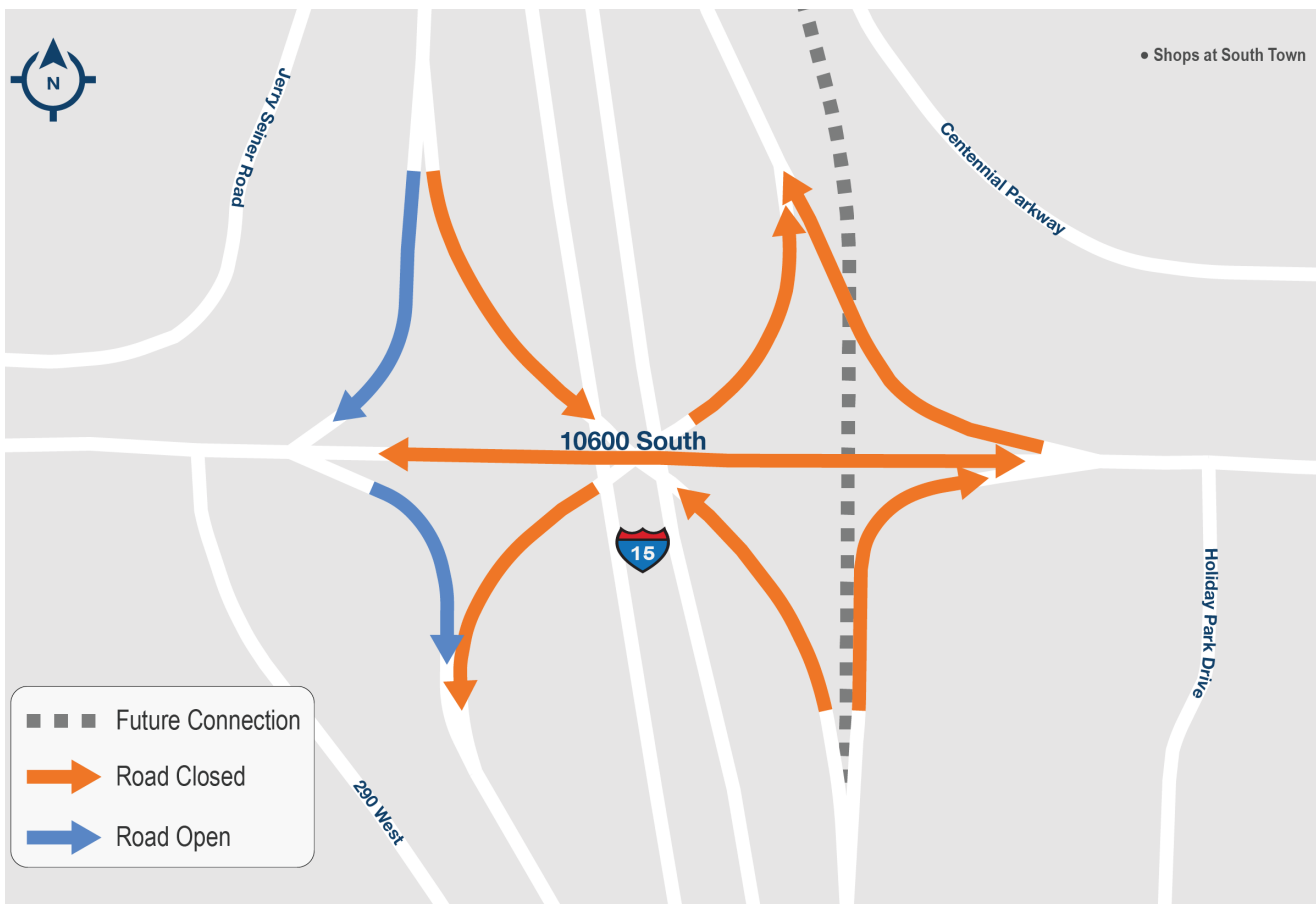 N
• Shops at South Town
Jerry Seiner Road
Centennial Parkway
10600 South
15
Holiday Park Drive
290 West
Future Connection
Road Closed
Road Open